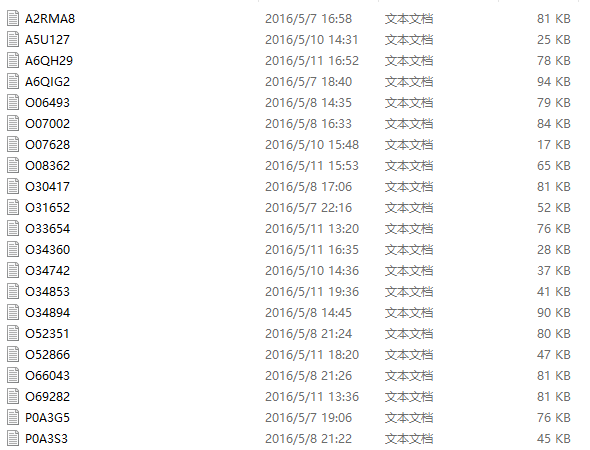 A2RMA8 2016/5/7 16:58 文本文档 81 KB
A5U127 2016/5/10 14:31 文本文档 25 KB
A6QH29 2016/5/11 16:52 文本文档 78 KB
A6QIG2 2016/5/7 18:40 文本文档 94 KB
O06493 2016/5/8 14:35 文本文档 79 KB
O07002 2016/5/8 16:33 文本文档 84 KB
O07628 2016/5/10 15:48 文本文档 17 KB
O08362 2016/5/11 15:53 文本文档 65 KB
O30417 2016/5/8 17:06 文本文档 81 KB
O31652 2016/5/7 22:16 文本文档 52 KB
O33654 2016/5/11 13:20 文本文档 76 KB
O34360 2016/5/11 16:35 文本文档 28 KB
O34742 2016/5/10 14:36 文本文档 37 KB
O34853 2016/5/11 19:36 文本文档 41 KB
O34894 2016/5/8 14:45 文本文档 90 KB
O52351 2016/5/8 21:24 文本文档 80 KB
O52866 2016/5/11 18:20 文本文档 47 KB
O66043 2016/5/8 21:26 文本文档 81 KB
O69282 2016/5/11 13:36 文本文档 81 KB
P0A3G5 2016/5/7 19:06 文本文档 76 KB
P0A3S3 2016/5/8 21:22 文本文档 45 KB